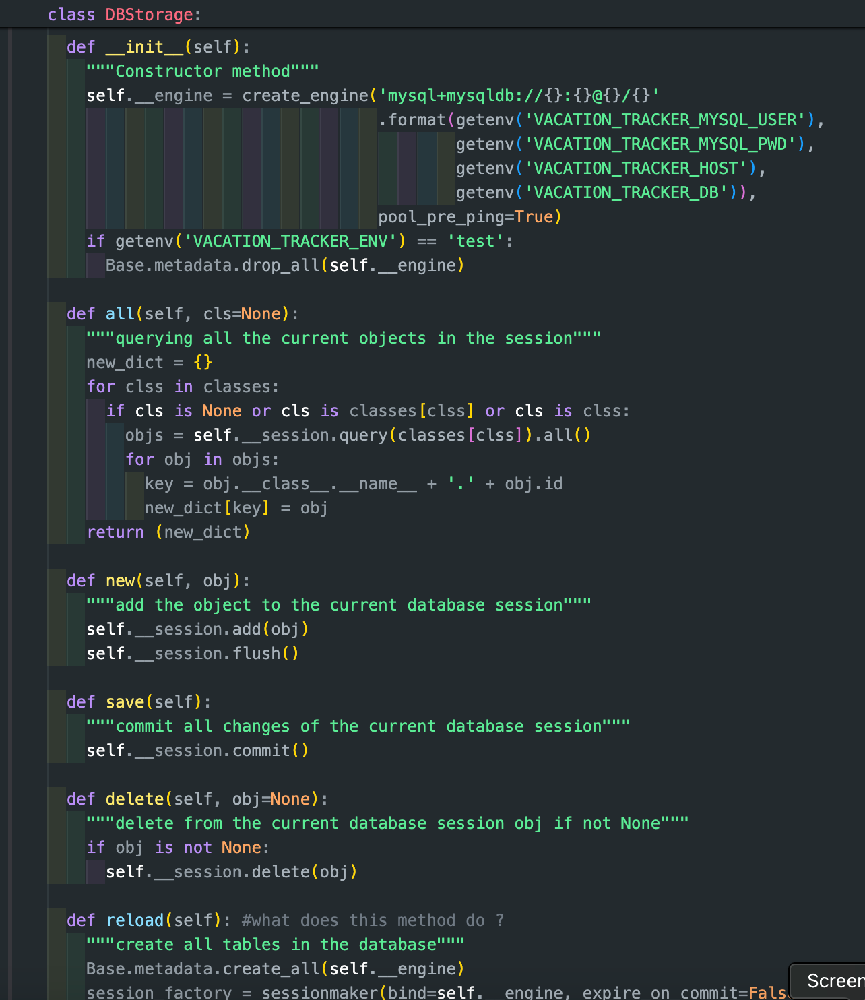 class DBStorage:
def __init__(self):
"""Constructor method"""
self.__engine = create_engine('mysql+mysqldb://{}:{}@{}/{}'
.format(getenv('VACATION_TRACKER_MYSQL_USER'),
getenv('VACATION_TRACKER_MYSQL_PWD'),
getenv('VACATION_TRACKER_HOST'),
getenv('VACATION_TRACKER_DB')),
pool_pre_ping=True)
if getenv('VACATION_TRACKER_ENV') == 'test':
Base.metadata.drop_all(self.__engine)
def all(self, cls=None):
"""querying all the current objects in the session"""
new_dict = {}
for clss in classes:
if cls is None or cls is classes[clss] or cls is clss:
objs = self.__session.query(classes[clss]).all()
for obj in objs:
key = obj.__class__.__name__ + '.' + obj.id
new_dict[key] = obj
return (new_dict)
def new(self, obj):
"""add the object to the current database session"""
self.__session.add(obj)
self.__session.flush()
def save(self):
"""commit all changes of the current database session"""
self.__session.commit()
def delete(self, obj=None):
"""delete from the current database session obj if not None"""
if obj is not None:
self.__session.delete(obj)
def reload(self): #what does this method do ?
"""create all tables in the database"""
Base.metadata.create_all(self.__engine)
session_factory = sessionmaker(bind=self.__engine, expire_on_commit=Fals
Screen